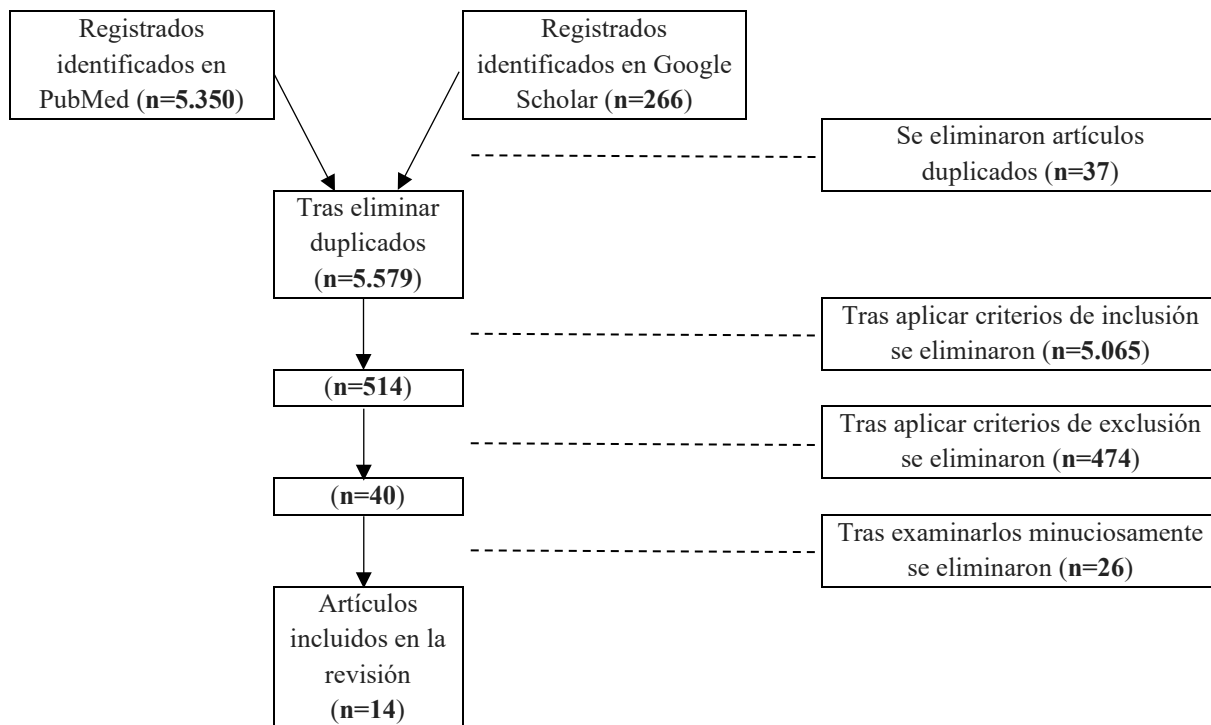 Registrados
identificados en
PubMed (n=5.350)
Registrados
identificados en Google
Scholar (n=266)
Se eliminaron artículos
duplicados (n=37)
Tras eliminar
duplicados
(n=5.579)
Tras aplicar criterios de inclusión
se eliminaron (n=5.065)
(n=514)
Tras aplicar criterios de exclusión
se eliminaron (n=474)
(n=40)
Tras examinarlos minuciosamente
se eliminaron (n=26)
Artículos
incluidos en la
revisión
(n=14)